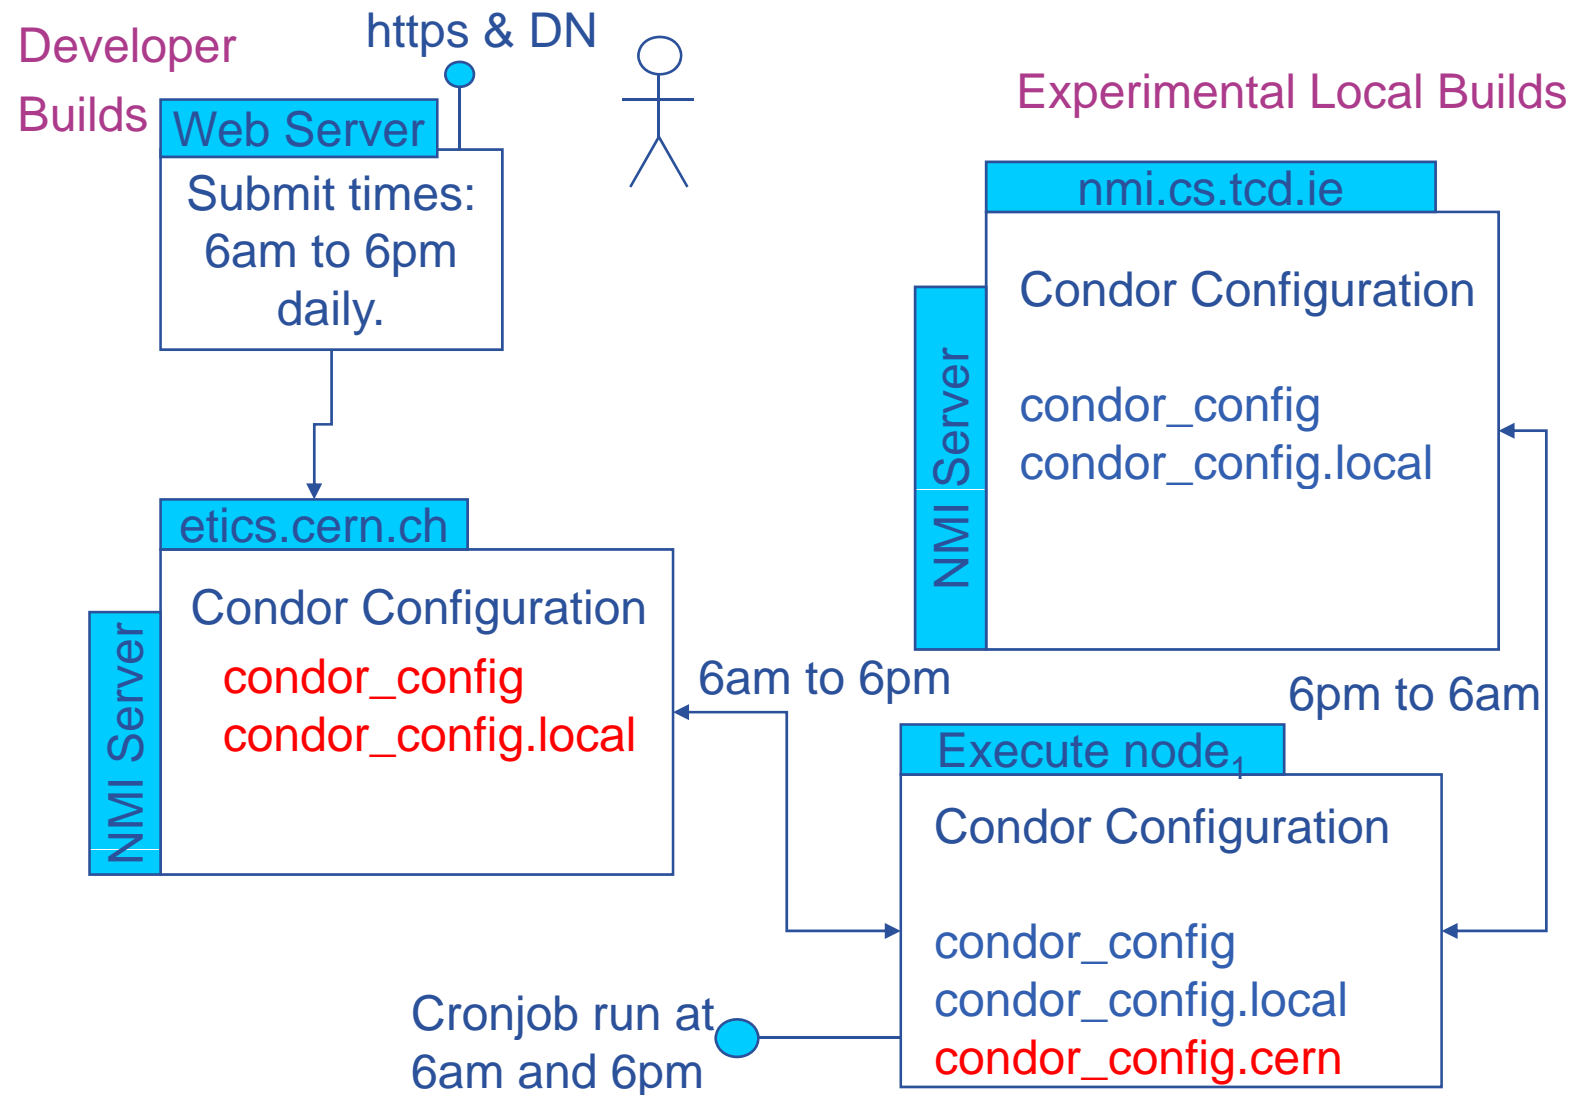 Developer
Builds
https & DN
Web Server
Submit times:
6am to 6pm
daily.
Experimental Local Builds
nmi.cs.tcd.ie
NMI Server
Condor Configuration
condor_config
condor_config.local
etics.cern.ch
NMI Server
Condor Configuration
condor_config
condor_config.local
6am to 6pm
6pm to 6am
Execute node1
Condor Configuration
condor_config
condor_config.local
condor_config.cern
Cronjob run at
6am and 6pm